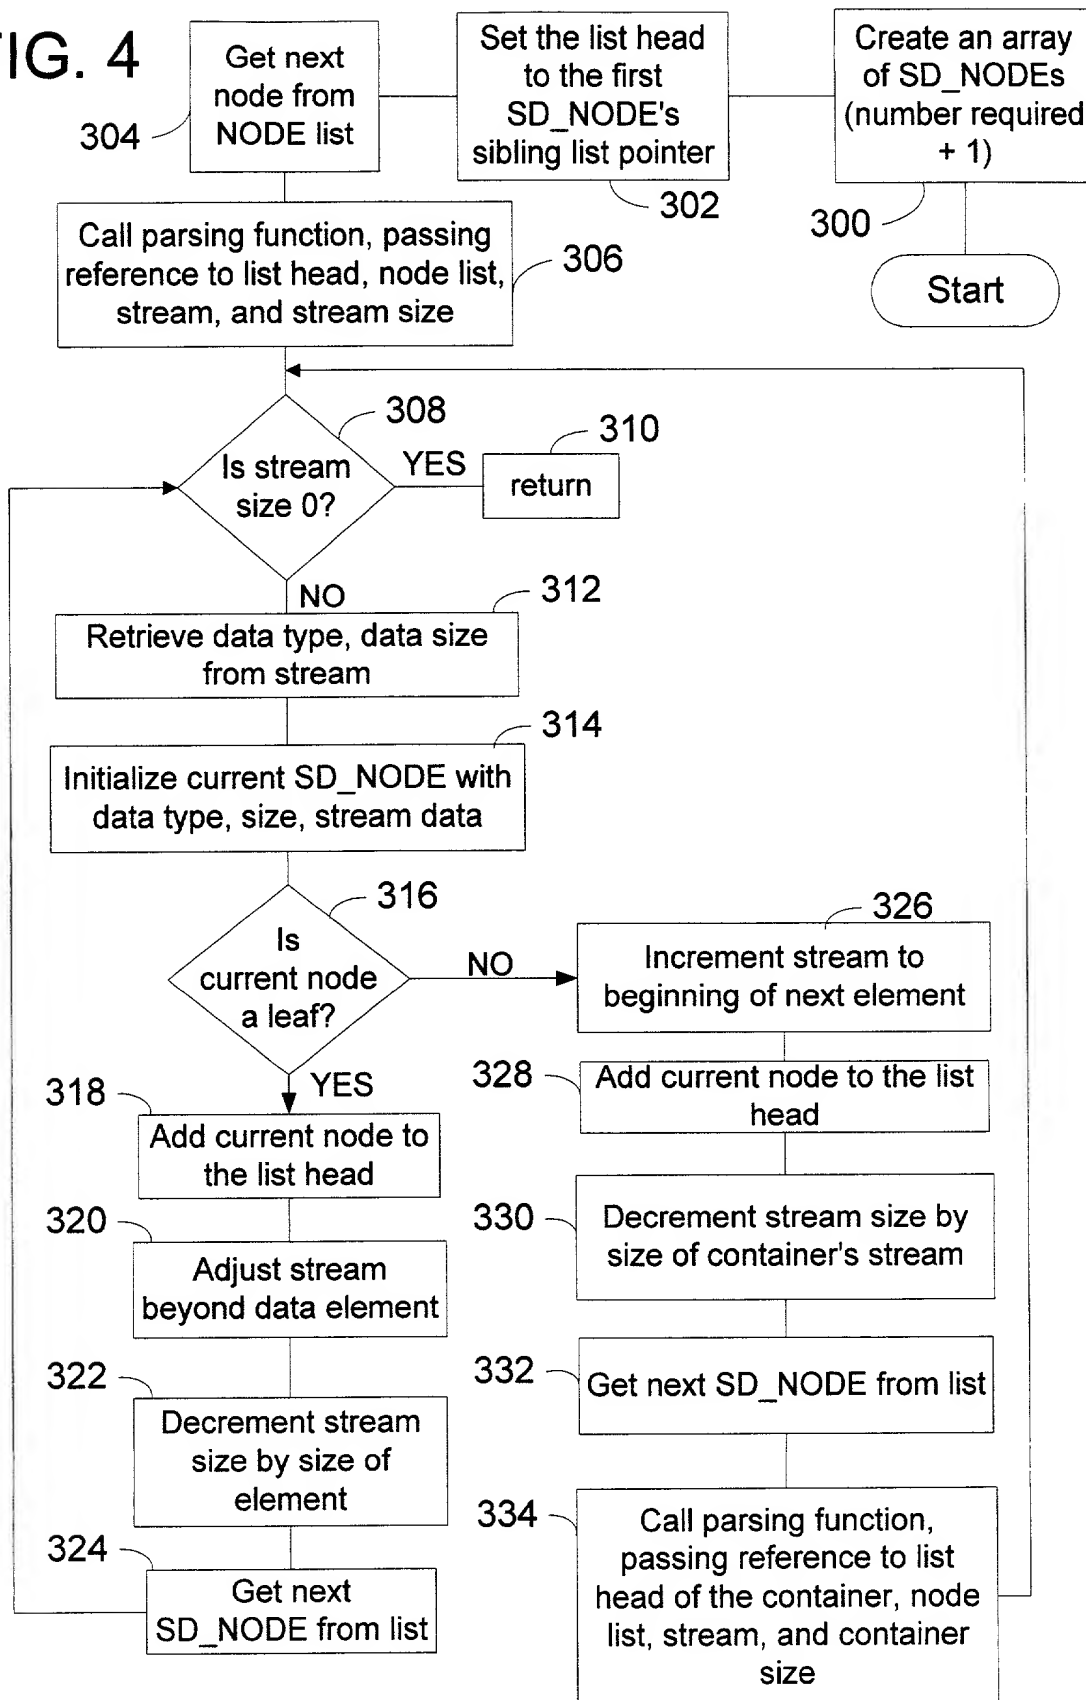 FIG. 4
Get next
node from
NODE list
304
Set the list head
to the first
SD_NODE's
sibling list pointer
302
Create an array
of SD_NODEs
(number required
+ 1)
300
Start
Call parsing function, passing
reference to list head, node list,
stream, and stream size
306
308
Is stream
size 0?
YES
310
return
NO
312
Retrieve data type, data size
from stream
314
Initialize current SD_NODE with
data type, size, stream data
316
Is
current node
a leaf?
NO
326
Increment stream to
beginning of next element
YES
318
Add current node to
the list head
328
Add current node to the list
head
320
Adjust stream
beyond data element
330
Decrement stream size by
size of container's stream
322
Decrement stream
size by size of
element
332
Get next SD_NODE from list
324
Get next
SD_NODE from list
334
Call parsing function,
passing reference to list
head of the container, node
list, stream, and container
size